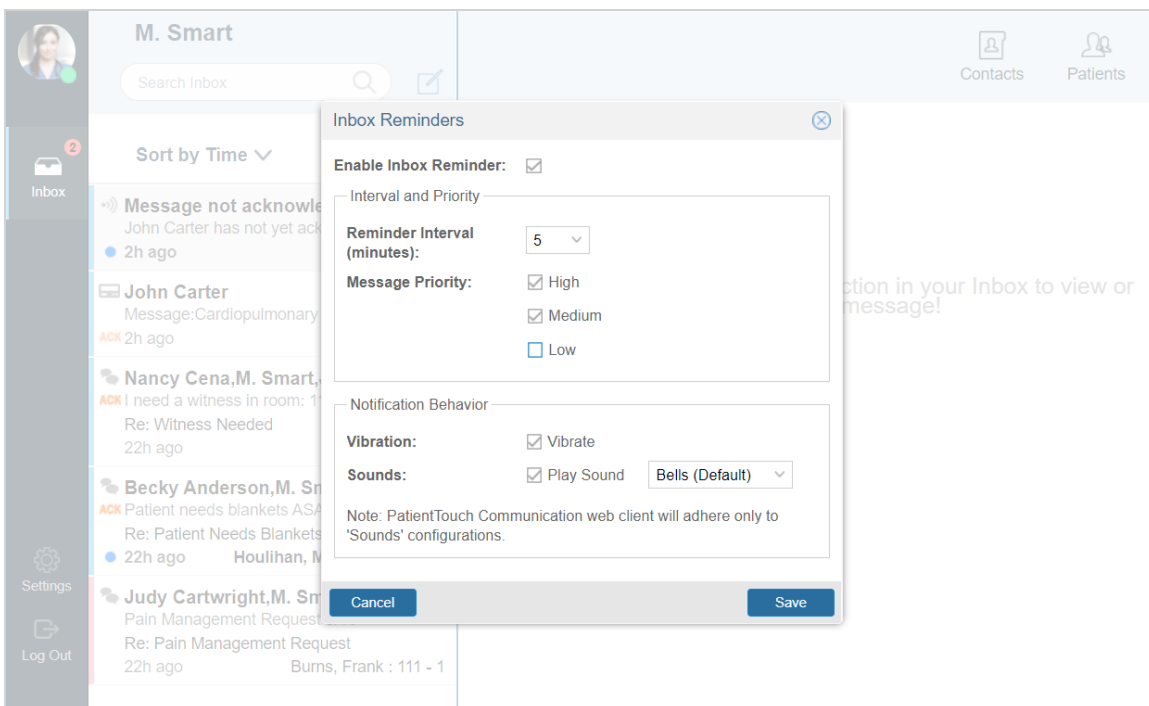 M. Smart
Search Inbox
Contacts
Patients
2
Inbox
Sort by Time
Message not acknowle
John Carter has not yet ack
2h ago
John Carter
Message:Cardiopulmonary
ACK 2h ago
Nancy Cena,M. Smart,
ACK I need a witness in room: 1
Re: Witness Needed
22h ago
Becky Anderson,M. Sm
ACK Patient needs blankets ASA
Re: Patient Needs Blankets
22h ago Houlihan, M
Judy Cartwright,M. Sm
Pain Management Request
Re: Pain Management Request
22h ago Burns, Frank : 111 - 1
Settings
Log Out
Inbox Reminders
Enable Inbox Reminder:
Interval and Priority
Reminder Interval
(minutes):
5
Message Priority:
High
Medium
Low
Notification Behavior
Vibration:
Vibrate
Sounds:
Play Sound
Bells (Default)
Note: PatientTouch Communication web client will adhere only to
'Sounds' configurations.
Cancel
Save
ction in your Inbox to view or
message!